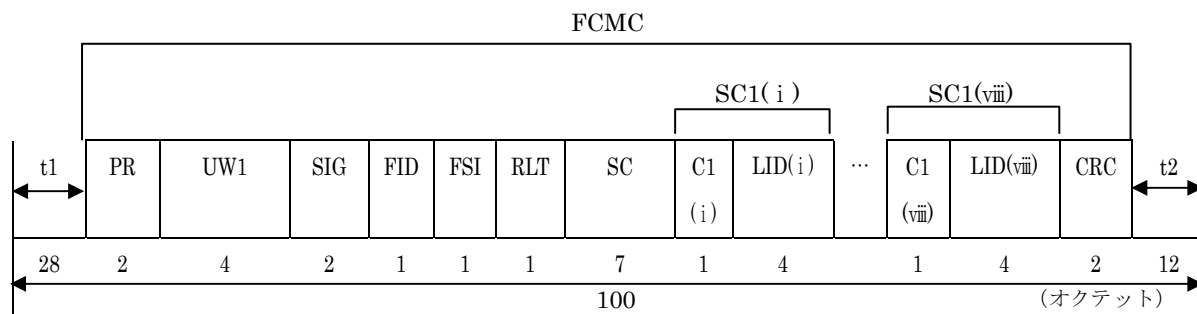 FCMC
SC1(ⅰ) SC1(ⅷ)
t1 PR UW1 SIG FID FSI RLT SC C1 LID(ⅰ) … C1 LID(ⅷ) CRC t2
(ⅰ) (ⅷ)
28 2 4 2 1 1 1 7 1 4 1 4 2 12
100 (オクテット)